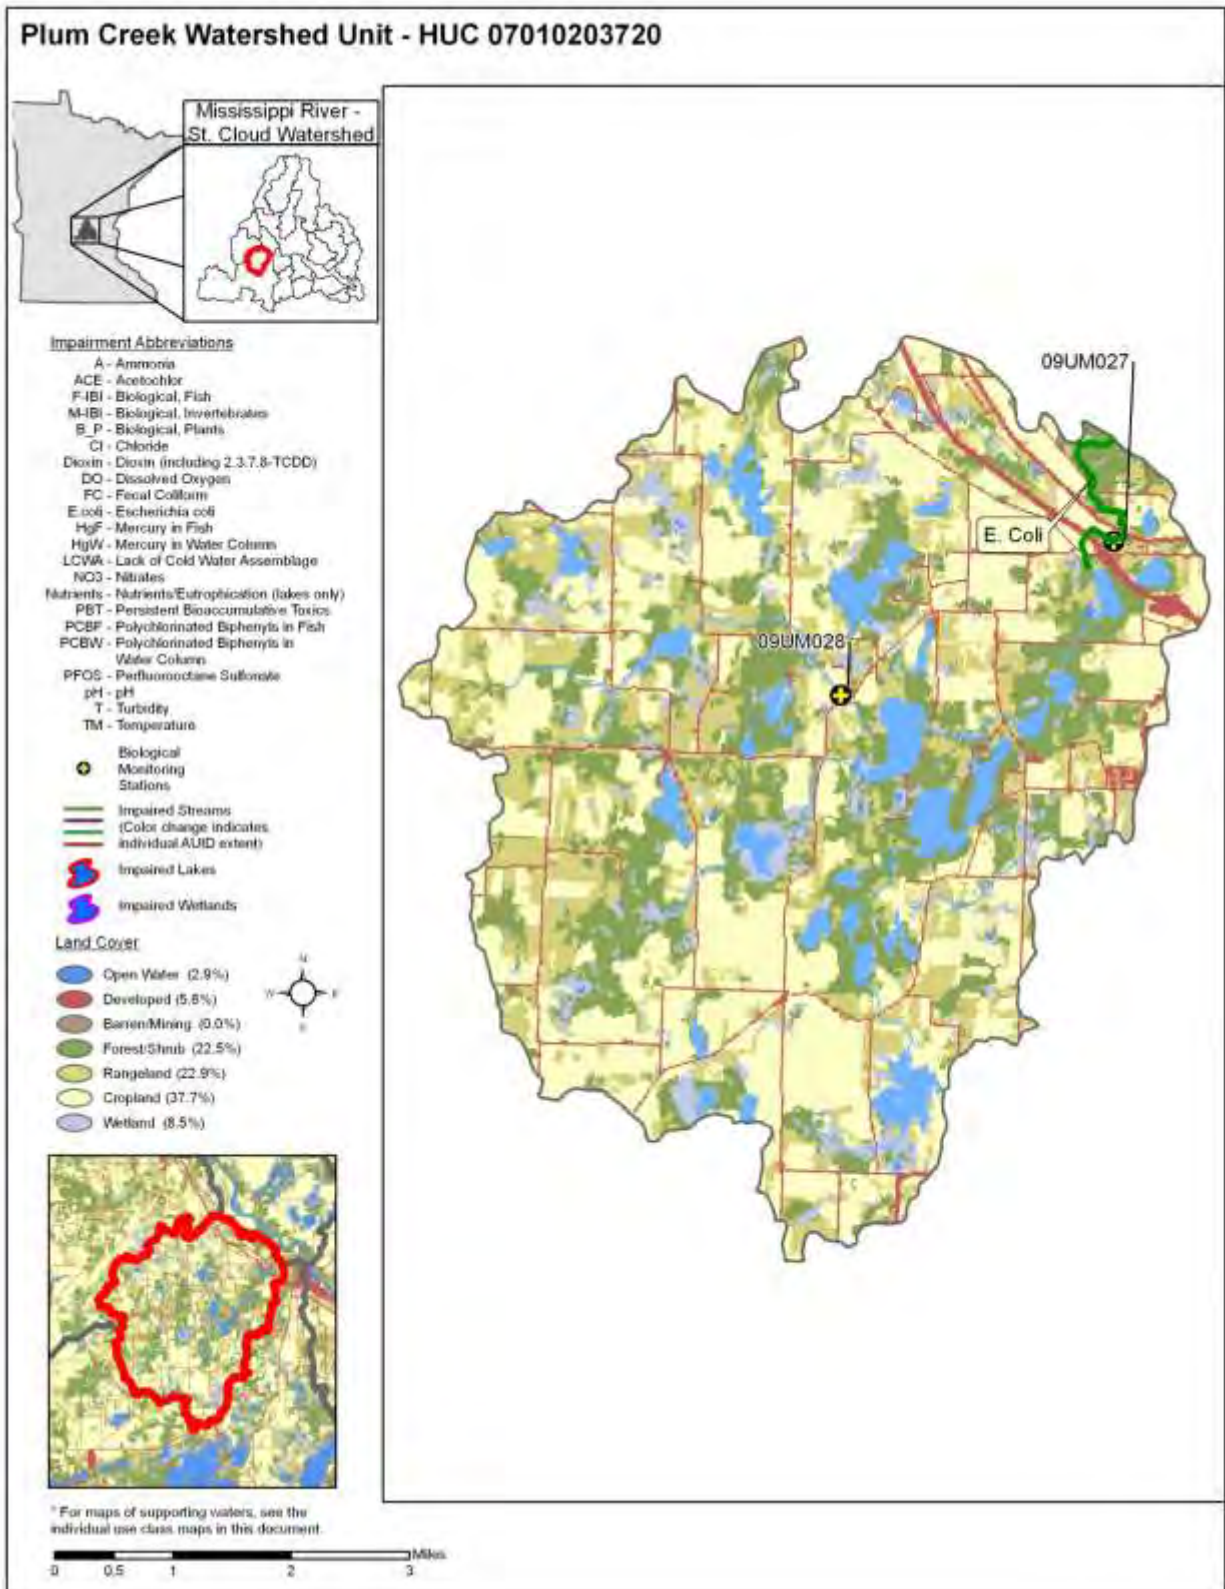 Plum Creek Watershed Unit - HUC 07010203720
Mississippi River -
St. Cloud Watershed
Impairment Abbreviations
A - Ammonia
ACE - Acetochlor
F-IBI - Biological, Fish
M-IBI - Biological, Invertebrates
B_P - Biological, Plants
Cl - Chloride
Dioxin - Dioxin (including 2.3.7.8-TCDD)
DO - Dissolved Oxygen
FC - Fecal Coliform
E.coli - Escherichia coli
HgF - Mercury in Fish
HgW - Mercury in Water Column
LCWA - Lack of Cold Water Assemblage
NO3 - Nitrates
Nutrients - Nutrients/Eutrophication (lakes only)
PBT - Persistent Bioaccumulative Toxics
PCBF - Polychlorinated Biphenyls in Fish
PCBW - Polychlorinated Biphenyls in
Water Column
PFOS - Perfluorooctane Sulfonate
pH - pH
T - Turbidity
TM - Temperature
Biological
Monitoring
Stations
Impaired Streams
(Color change indicates
individual AUID extent)
Impaired Lakes
Impaired Wetlands
Land Cover
Open Water (2.9%)
Developed (5.6%)
Barren/Mining (0.0%)
Forest/Shrub (22.5%)
Rangeland (22.9%)
Cropland (37.7%)
Wetland (8.5%)
N
W
E
S
09UM027
E. Coli
09UM028
* For maps of supporting waters, see the
individual use class maps in this document.
Miles
0 0.5 1 2 3